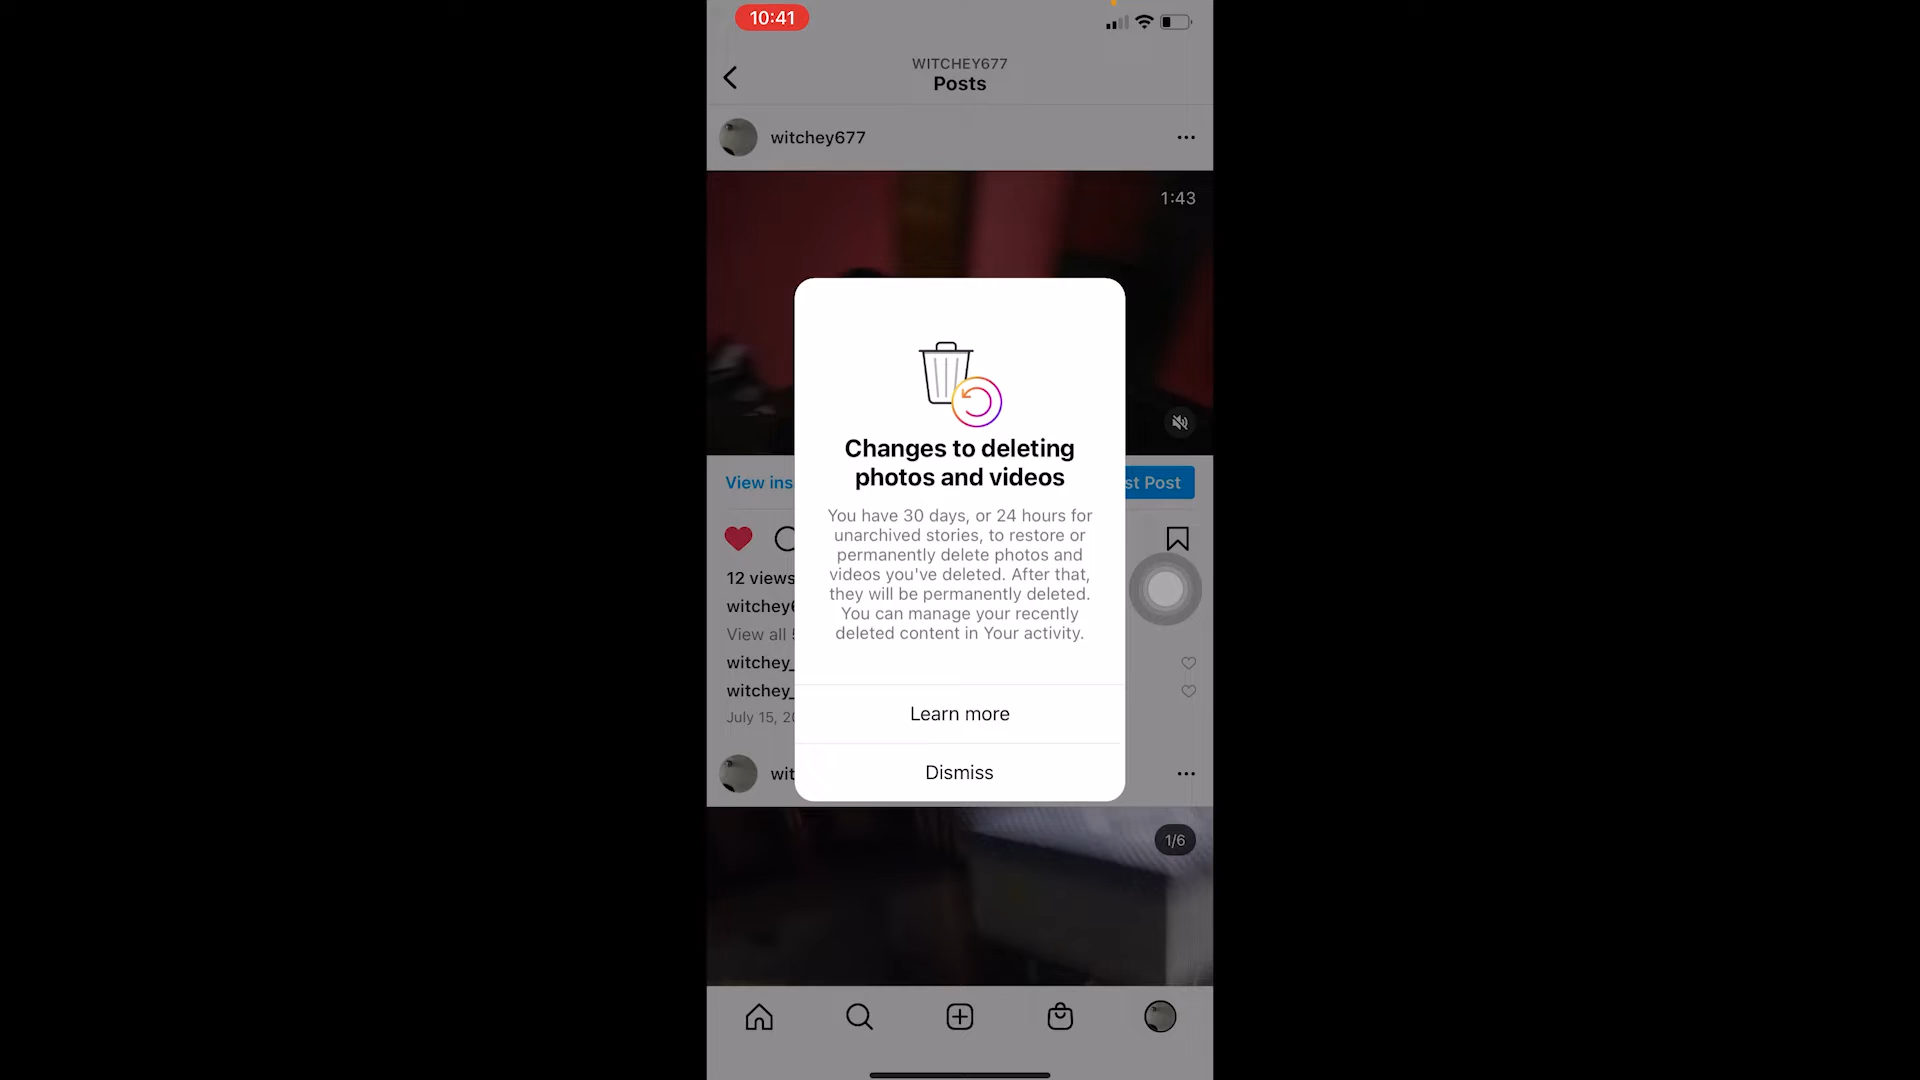 10:41
WITCHEY677
Posts
witchey677
1:43
Changes to deleting
photos and videos
You have 30 days, or 24 hours for
unarchived stories, to restore or
permanently delete photos and
videos you've deleted. After that,
they will be permanently deleted.
You can manage your recently
deleted content in Your activity.
Learn more
Dismiss
View ins
st Post
12 views
witchey6
View all
witchey_
witchey_
July 15, 20
wit
1/6